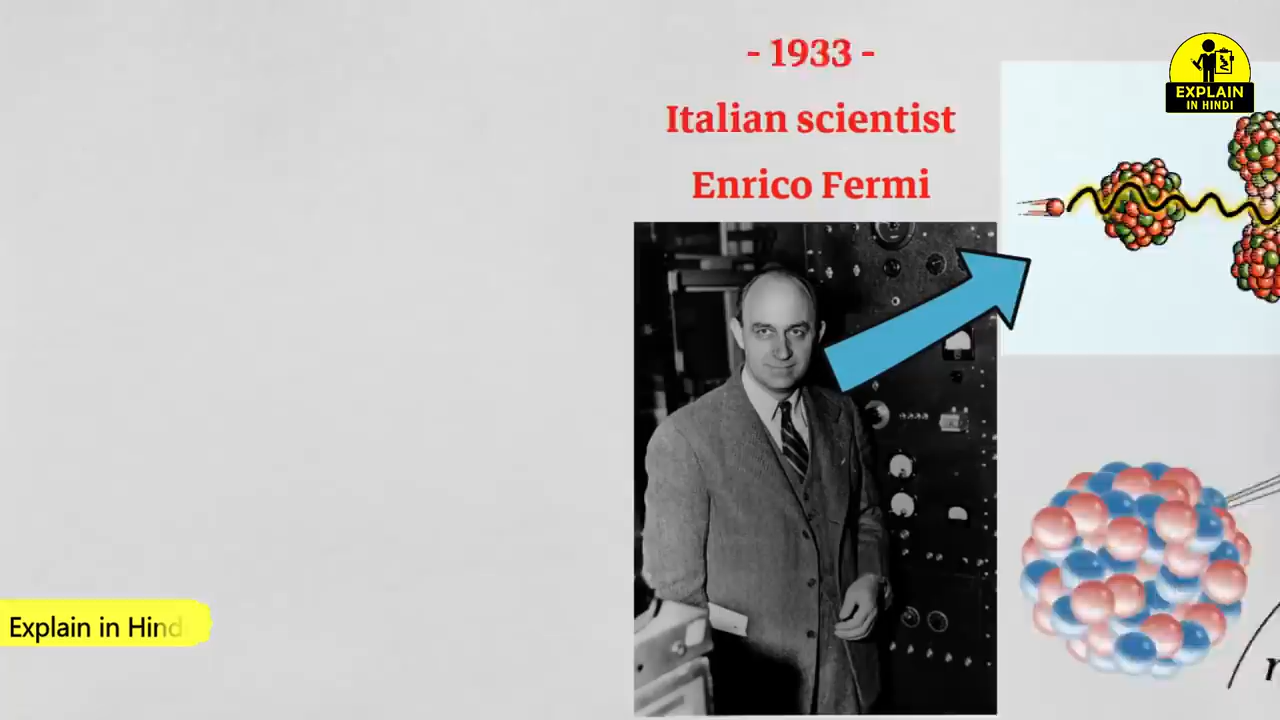 - 1933 -
Italian scientist
Enrico Fermi
EXPLAIN
IN HINDI
Explain in Hind